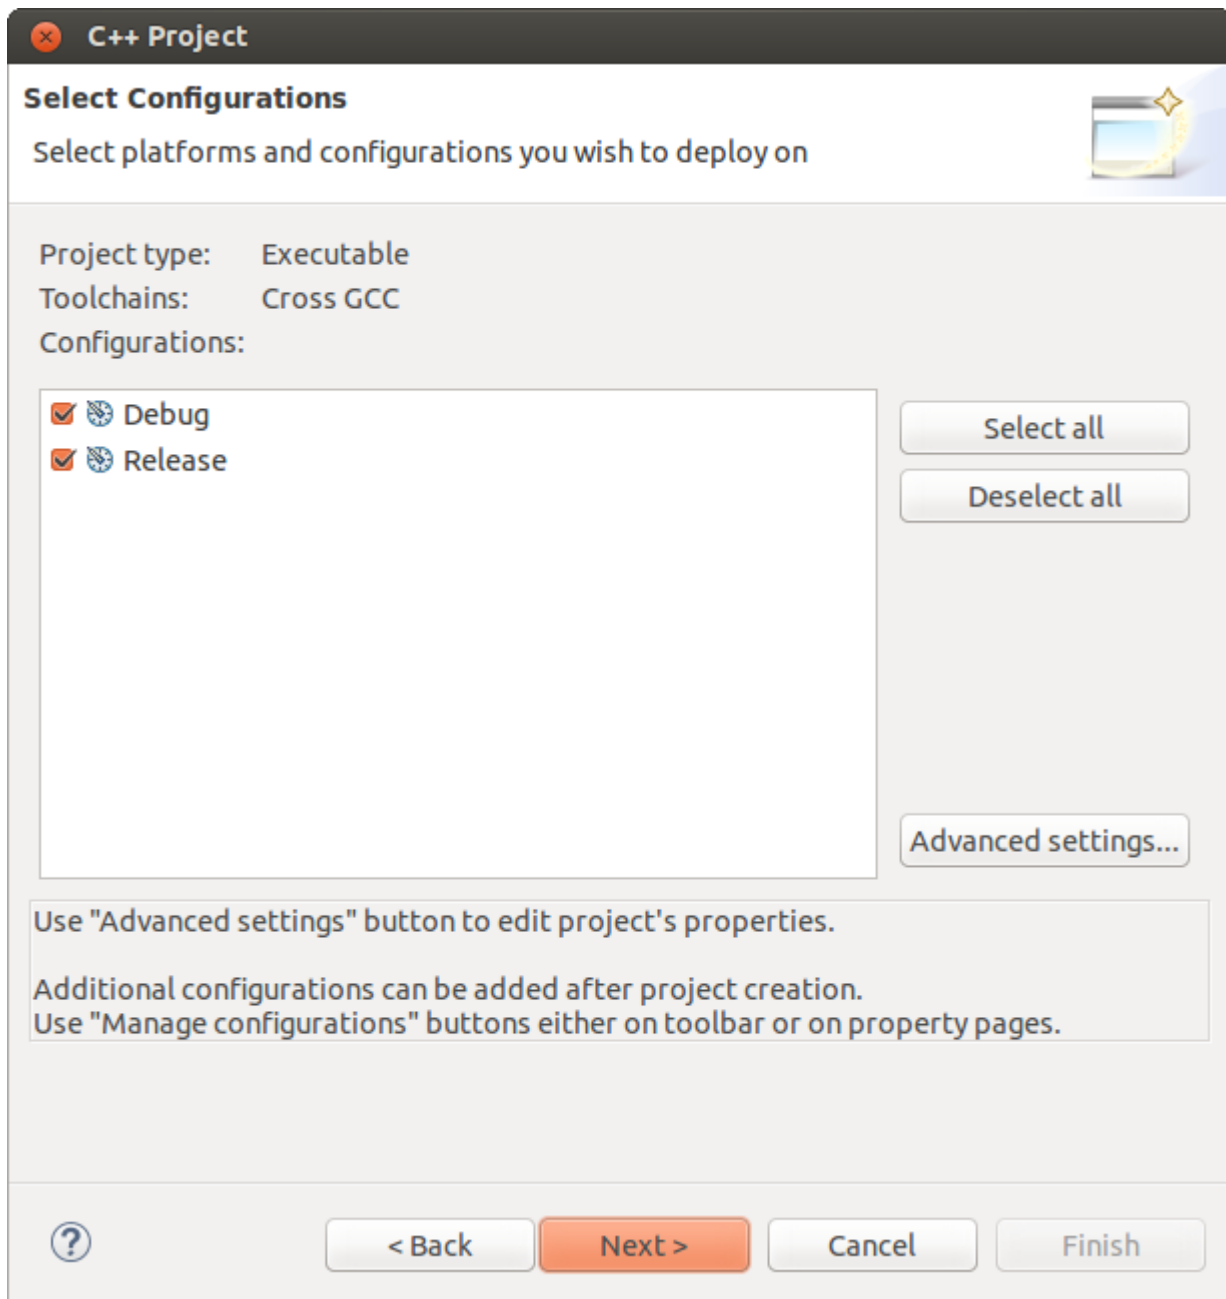 C++ Project
Select Configurations
Select platforms and configurations you wish to deploy on
Project type: Executable
Toolchains: Cross GCC
Configurations:
Debug
Release
Select all
Deselect all
Advanced settings...
Use "Advanced settings" button to edit project's properties.
Additional configurations can be added after project creation.
Use "Manage configurations" buttons either on toolbar or on property pages.
?
< Back
Next >
Cancel
Finish